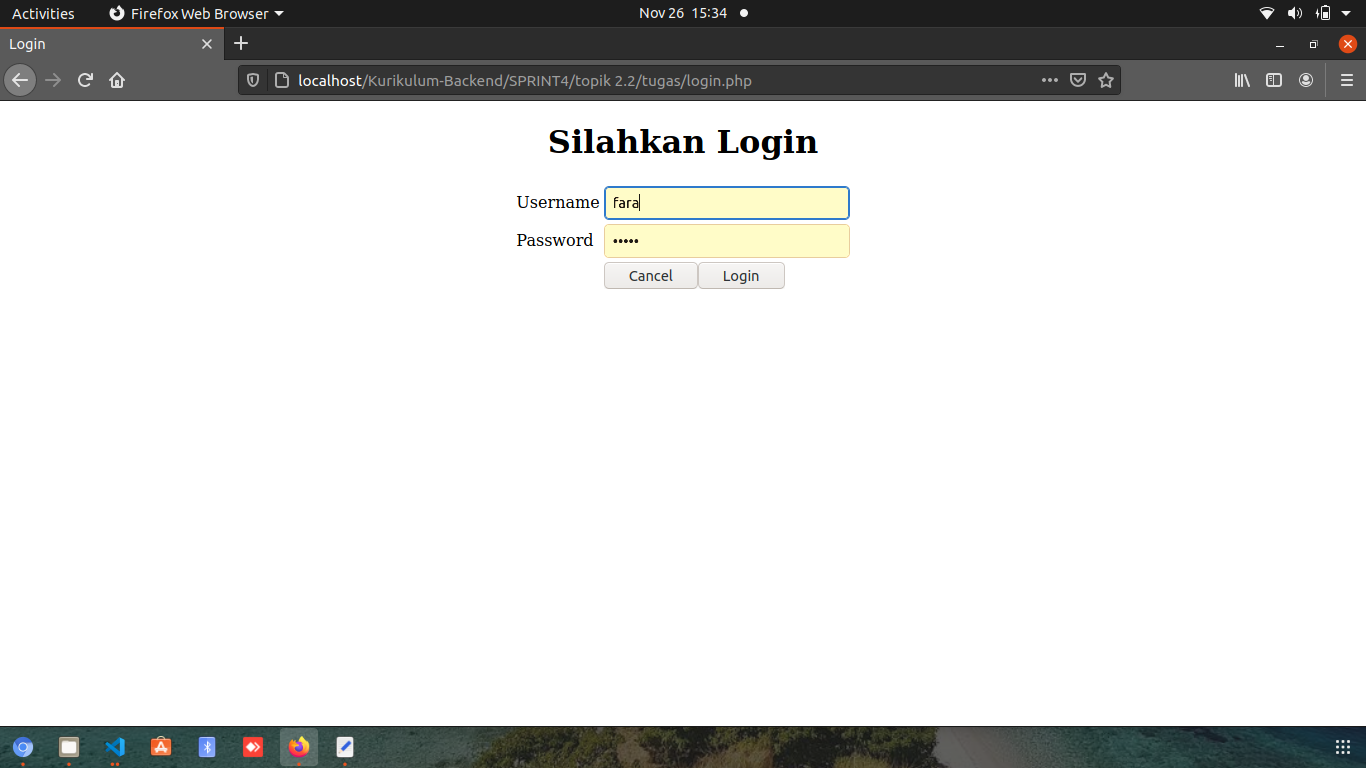 Activities Firefox Web Browser Nov 26 15:34
Login
localhost/Kurikulum-Backend/SPRINT4/topik 2.2/tugas/login.php
Silahkan Login
Username fara
Password •••••
Cancel Login